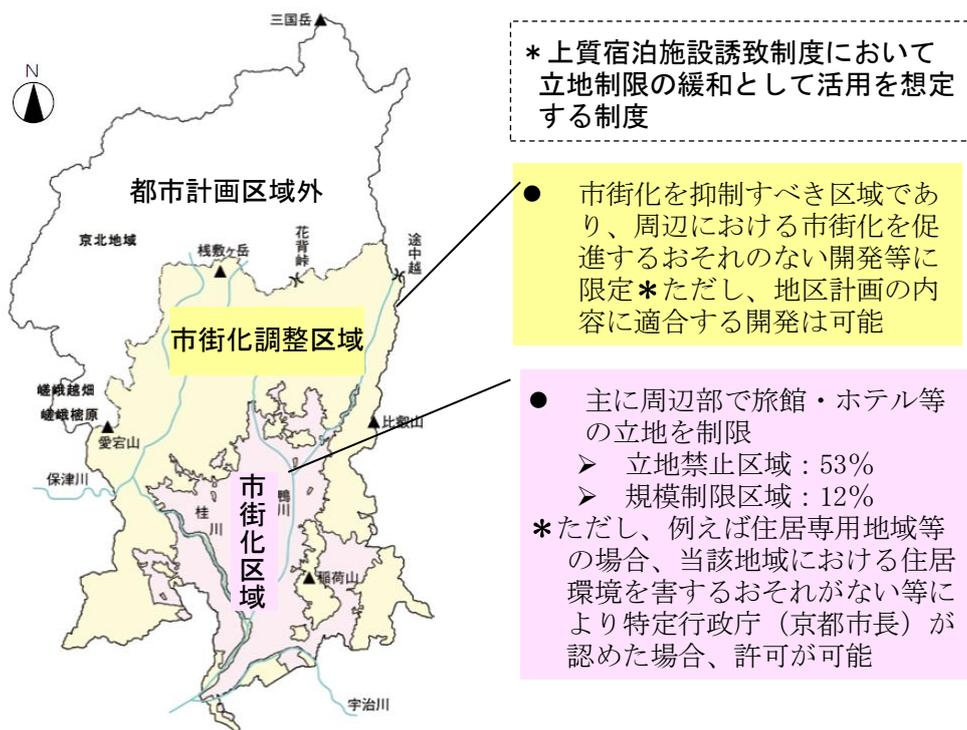 三国岳
N
都市計画区域外
京北地域
桟敷ヶ岳
花背峠
途中越
市街化調整区域
嵯峨越畑
嵯峨樒原
愛宕山
比叡山
保津川
桂川
鴨川
市街化区域
稲荷山
宇治川
＊上質宿泊施設誘致制度において
立地制限の緩和として活用を想定
する制度
● 市街化を抑制すべき区域であ
り、周辺における市街化を促
進するおそれのない開発等に
限定＊ただし、地区計画の内
容に適合する開発は可能
● 主に周辺部で旅館・ホテル等
の立地を制限
➢ 立地禁止区域：53%
➢ 規模制限区域：12%
＊ただし、例えば住居専用地域等
の場合、当該地域における住居
環境を害するおそれがない等に
より特定行政庁（京都市長）が
認めた場合、許可が可能